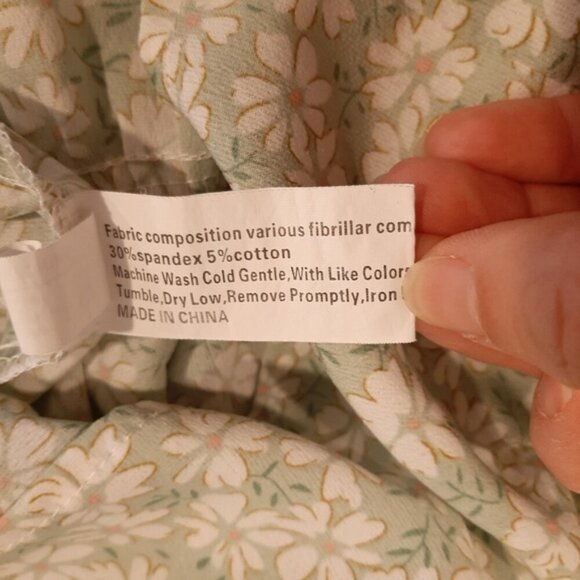 Fabric composition various fibrillar com
30%spandex 5%cotton
Machine Wash Cold Gentle,With Like Colors
Tumble,Dry Low,Remove Promptly,Iron
MADE IN CHINA